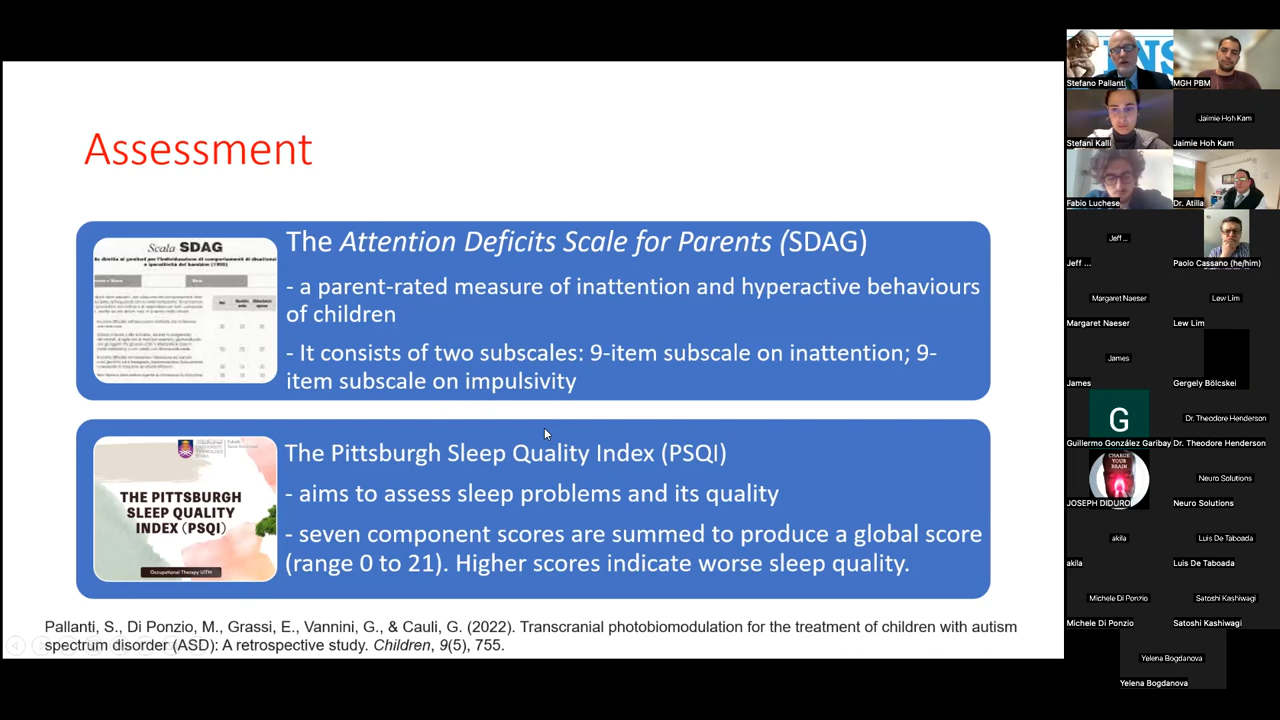 Assessment
Scala SDAG
The Attention Deficits Scale for Parents (SDAG)
- a parent-rated measure of inattention and hyperactive behaviours
of children
- It consists of two subscales: 9-item subscale on inattention; 9-
item subscale on impulsivity
THE PITTSBURGH
SLEEP QUALITY
INDEX (PSQI)
Occupational Therapy UiTM
The Pittsburgh Sleep Quality Index (PSQI)
- aims to assess sleep problems and its quality
- seven component scores are summed to produce a global score
(range 0 to 21). Higher scores indicate worse sleep quality.
Pallanti, S., Di Ponzio, M., Grassi, E., Vannini, G., & Cauli, G. (2022). Transcranial photobiomodulation for the treatment of children with autism
spectrum disorder (ASD): A retrospective study. Children, 9(5), 755.
Stefano Pallanti
MGH PBM
Jaimie Hoh Kam
Stefani Kalli
Jaimie Hoh Kam
Fabio Luchese
Dr. Atilla
Jeff ...
Jeff ...
Paolo Cassano (he/him)
Margaret Naeser
Lew Lim
Margaret Naeser
Lew Lim
James
James
Gergely Bölcskei
G
Dr. Theodore Henderson
Guillermo González Garibay
Dr. Theodore Henderson
CHARGE
YOUR
BRAIN
Neuro Solutions
JOSEPH DIDURO
Neuro Solutions
akila
Luis De Taboada
akila
Luis De Taboada
Michele Di Ponzio
Satoshi Kashiwagi
Michele Di Ponzio
Satoshi Kashiwagi
Yelena Bogdanova
Yelena Bogdanova